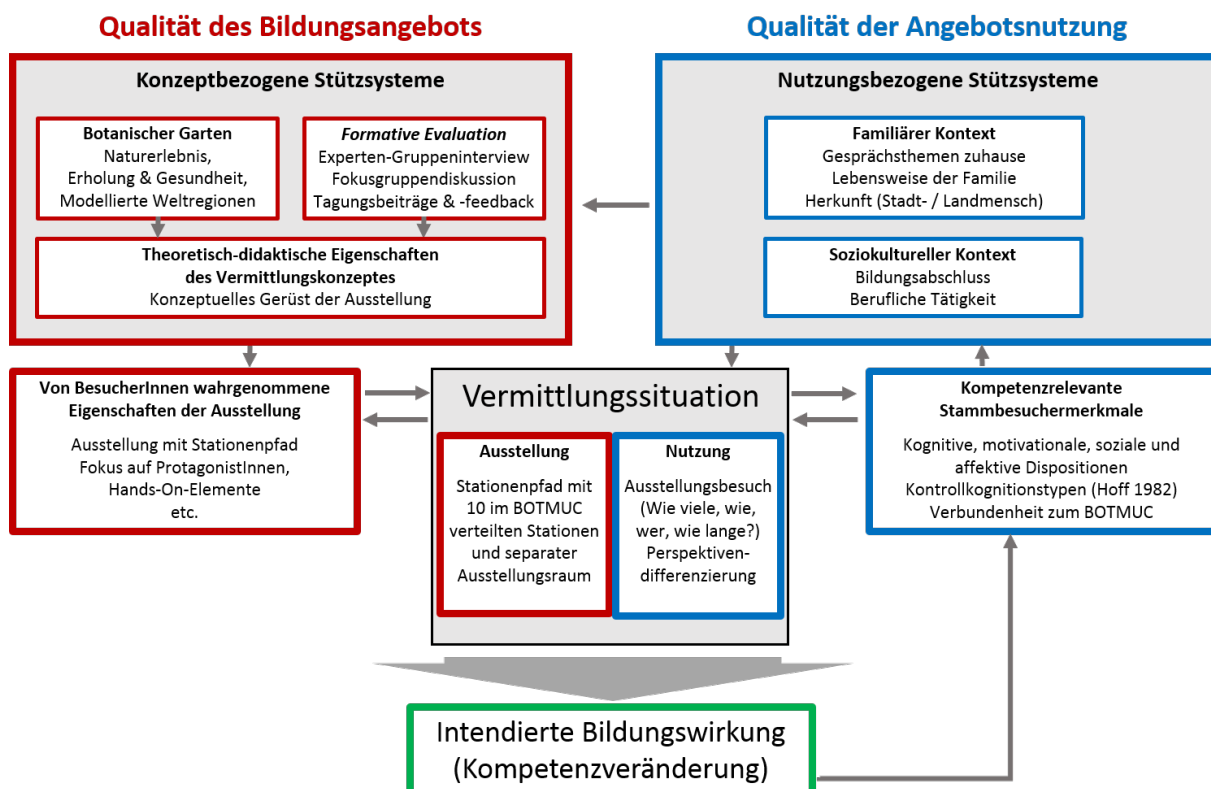 Qualität des Bildungsangebots
Qualität der Angebotsnutzung
Konzeptbezogene Stützsysteme
Botanischer Garten
Naturerlebnis,
Erholung & Gesundheit,
Modellierte Weltregionen
Formative Evaluation
Experten-Gruppeninterview
Fokusgruppendiskussion
Tagungsbeiträge & -feedback
Theoretisch-didaktische Eigenschaften
des Vermittlungskonzeptes
Konzeptuelles Gerüst der Ausstellung
Nutzungsbezogene Stützsysteme
Familiärer Kontext
Gesprächsthemen zuhause
Lebensweise der Familie
Herkunft (Stadt- / Landmensch)
Soziokultureller Kontext
Bildungsabschluss
Berufliche Tätigkeit
Von BesucherInnen wahrgenommene
Eigenschaften der Ausstellung
Ausstellung mit Stationenpfad
Fokus auf ProtagonistInnen,
Hands-On-Elemente
etc.
Vermittlungssituation
Ausstellung
Stationenpfad mit
10 im BOTMUC
verteilten Stationen
und separater
Ausstellungsraum
Nutzung
Ausstellungsbesuch
(Wie viele, wie,
wer, wie lange?)
Perspektiven-
differenzierung
Kompetenzrelevante
Stammbesuchermerkmale
Kognitive, motivationale, soziale und
affektive Dispositionen
Kontrollkognitionstypen (Hoff 1982)
Verbundenheit zum BOTMUC
Intendierte Bildungswirkung
(Kompetenzveränderung)